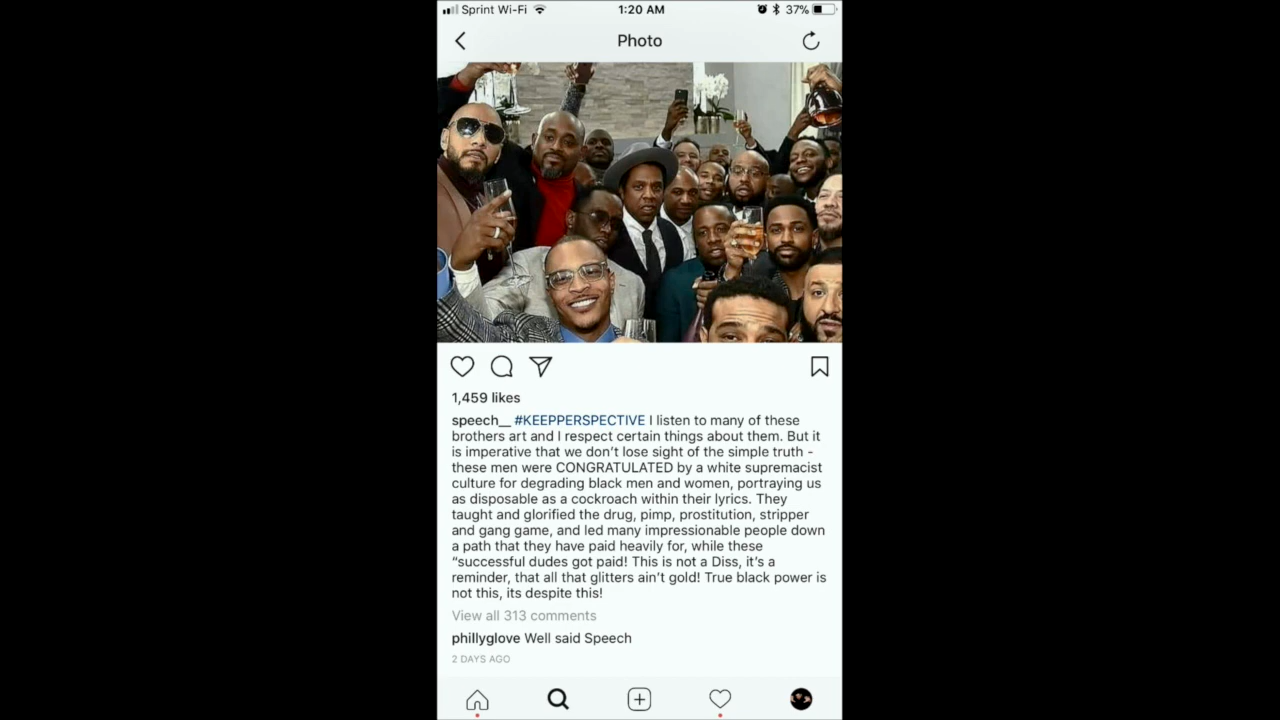 Sprint Wi-Fi 1:20 AM 37%
Photo
1,459 likes
speech__ #KEEPPERSPECTIVE I listen to many of these
brothers art and I respect certain things about them. But it
is imperative that we don't lose sight of the simple truth -
these men were CONGRATULATED by a white supremacist
culture for degrading black men and women, portraying us
as disposable as a cockroach within their lyrics. They
taught and glorified the drug, pimp, prostitution, stripper
and gang game, and led many impressionable people down
a path that they have paid heavily for, while these
“successful dudes got paid! This is not a Diss, it's a
reminder, that all that glitters ain't gold! True black power is
not this, its despite this!
View all 313 comments
phillyglove Well said Speech
2 DAYS AGO